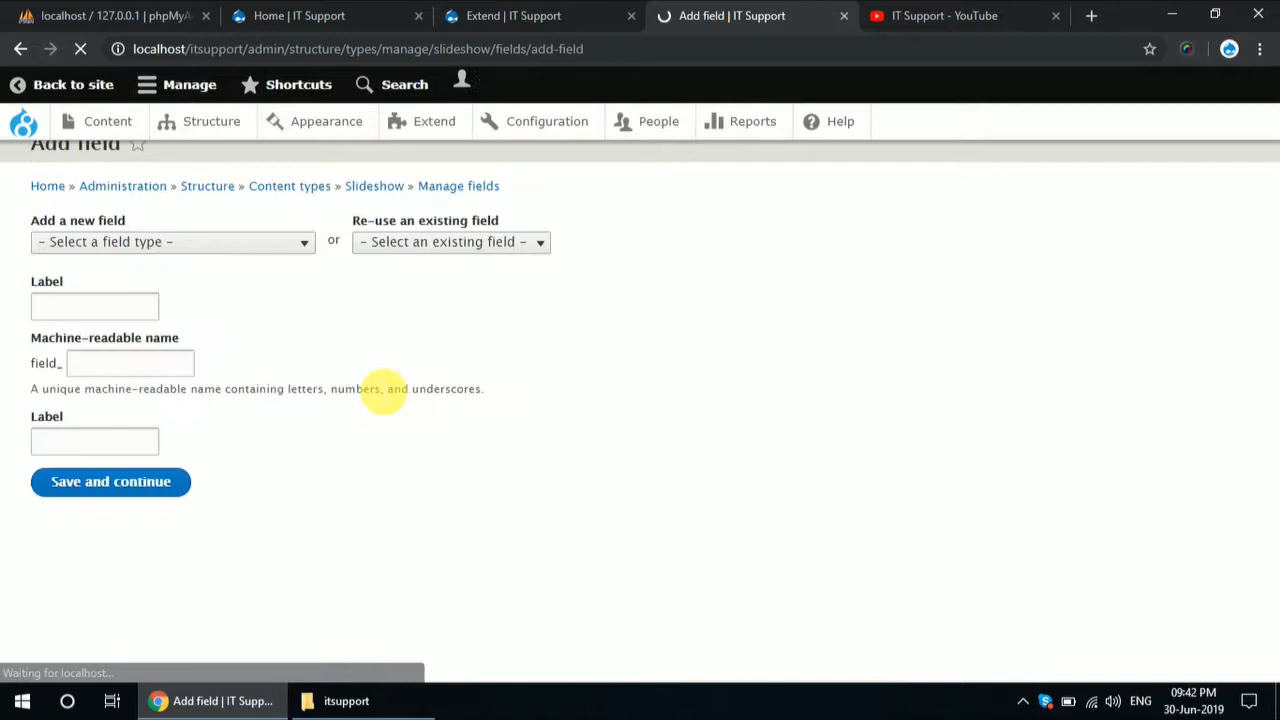 localhost / 127.0.0.1 | phpMyA
Home | IT Support
Extend | IT Support
Add field | IT Support
IT Support - YouTube
localhost/itsupport/admin/structure/types/manage/slideshow/fields/add-field
Back to site
Manage
Shortcuts
Search
Content
Structure
Appearance
Extend
Configuration
People
Reports
Help
Add field
Home » Administration » Structure » Content types » Slideshow » Manage fields
Add a new field
Re-use an existing field
- Select a field type -
or
- Select an existing field -
Label
Machine-readable name
field_
A unique machine-readable name containing letters, numbers, and underscores.
Label
Save and continue
Waiting for localhost...
Add field | IT Supp...
itsupport
ENG
09:42 PM
30-Jun-2019